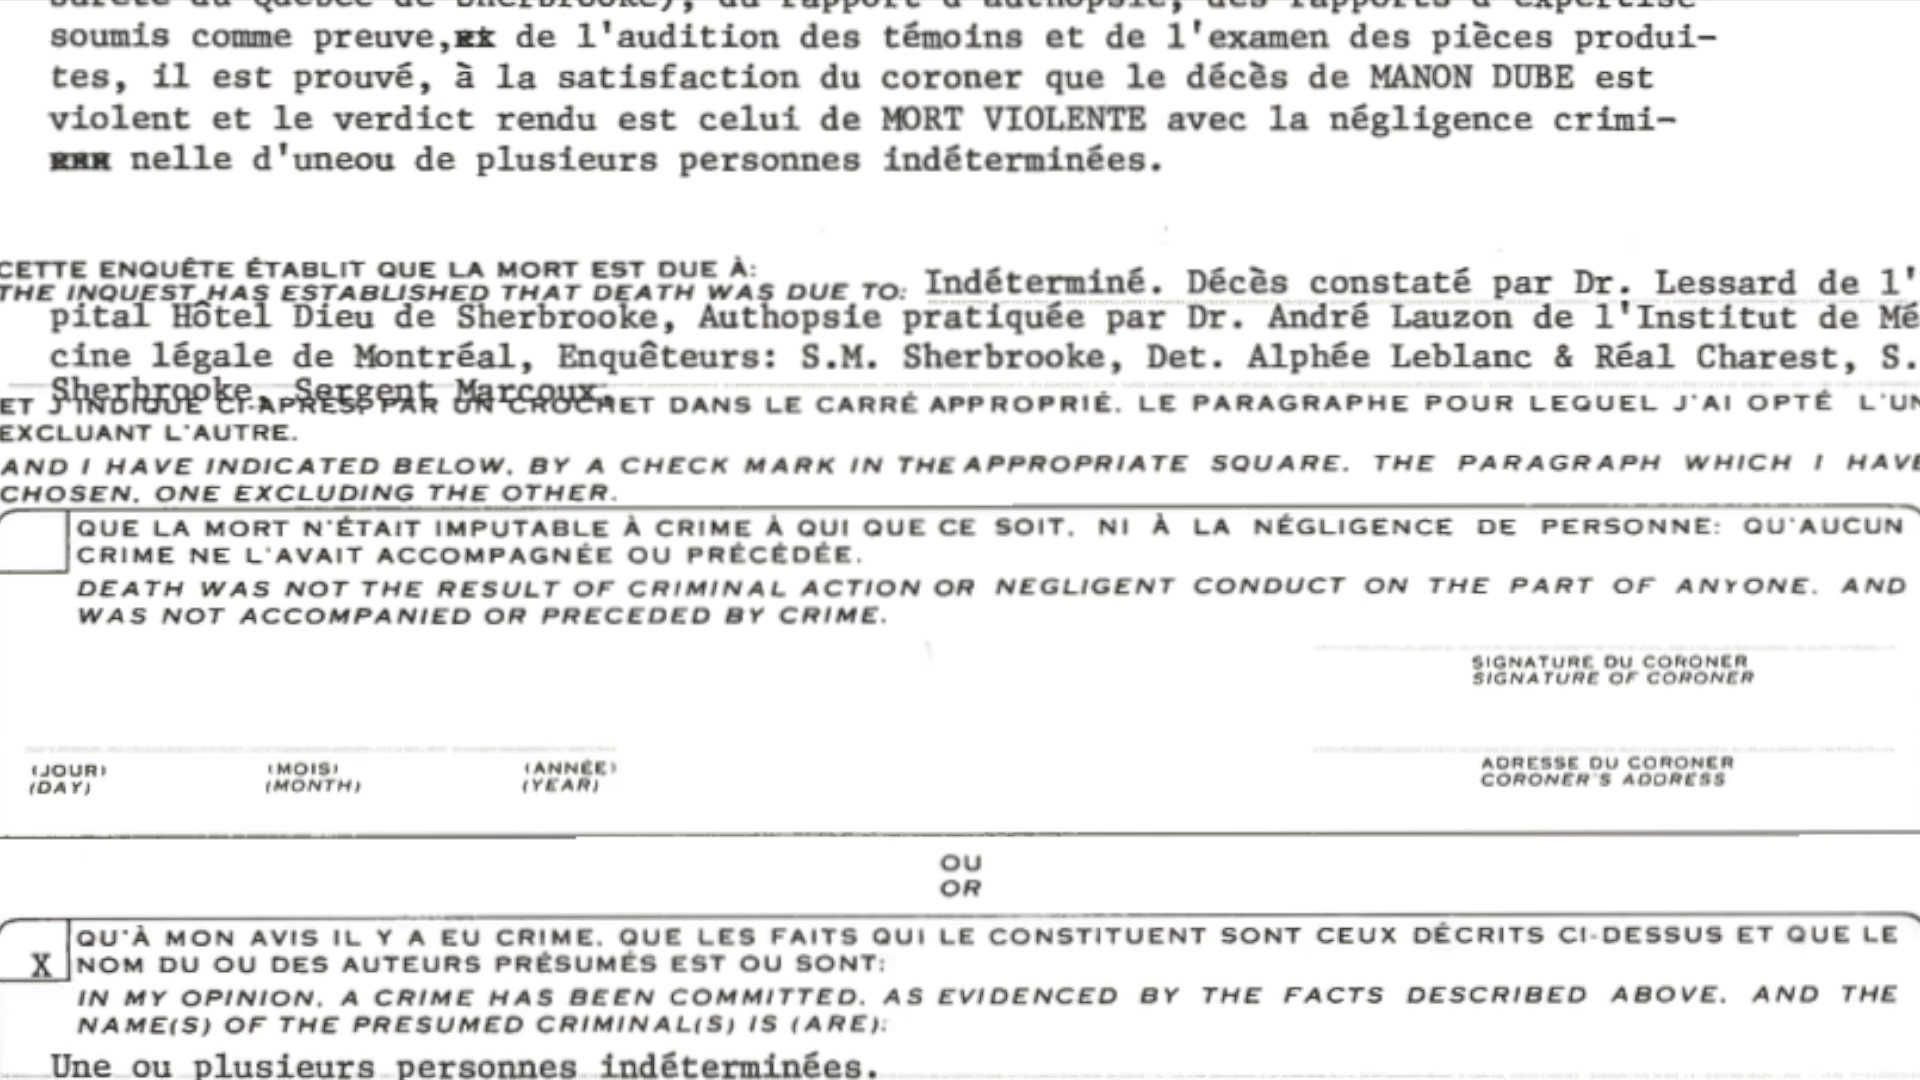 Sûreté du Québec de Sherbrooke), du rapport d'authopsie, des rapports d'expertise
soumis comme preuve, de l'audition des témoins et de l'examen des pièces produi-
tes, il est prouvé, à la satisfaction du coroner que le décès de MANON DUBE est
violent et le verdict rendu est celui de MORT VIOLENTE avec la négligence crimi-
nelle d'uneou de plusieurs personnes indéterminées.
CETTE ENQUÊTE ÉTABLIT QUE LA MORT EST DUE À:
THE INQUEST HAS ESTABLISHED THAT DEATH WAS DUE TO: Indéterminé. Décès constaté par Dr. Lessard de l'
pital Hôtel Dieu de Sherbrooke, Authopsie pratiquée par Dr. André Lauzon de l'Institut de Mé
cine légale de Montréal, Enquêteurs: S.M. Sherbrooke, Det. Alphée Leblanc & Réal Charest, S.
Sherbrooke, Sergent Marcoux.
ET J'INDIQUE CI-APRÈS, PAR UN CROCHET DANS LE CARRÉ APPROPRIÉ, LE PARAGRAPHE POUR LEQUEL J'AI OPTÉ L'UN
EXCLUANT L'AUTRE.
AND I HAVE INDICATED BELOW, BY A CHECK MARK IN THE APPROPRIATE SQUARE, THE PARAGRAPH WHICH I HAVE
CHOSEN, ONE EXCLUDING THE OTHER.
QUE LA MORT N'ÉTAIT IMPUTABLE À CRIME À QUI QUE CE SOIT, NI À LA NÉGLIGENCE DE PERSONNE: QU'AUCUN
CRIME NE L'AVAIT ACCOMPAGNÉE OU PRÉCÉDÉE.
DEATH WAS NOT THE RESULT OF CRIMINAL ACTION OR NEGLIGENT CONDUCT ON THE PART OF ANYONE, AND
WAS NOT ACCOMPANIED OR PRECEDED BY CRIME.
SIGNATURE DU CORONER
SIGNATURE OF CORONER
(JOUR) (MOIS) (ANNÉE) ADRESSE DU CORONER
(DAY) (MONTH) (YEAR) CORONER'S ADDRESS
OU
OR
QU'À MON AVIS IL Y A EU CRIME, QUE LES FAITS QUI LE CONSTITUENT SONT CEUX DÉCRITS CI-DESSUS ET QUE LE
X NOM DU OU DES AUTEURS PRÉSUMÉS EST OU SONT:
IN MY OPINION, A CRIME HAS BEEN COMMITTED, AS EVIDENCED BY THE FACTS DESCRIBED ABOVE, AND THE
NAME(S) OF THE PRESUMED CRIMINAL(S) IS (ARE):
Une ou plusieurs personnes indéterminées.